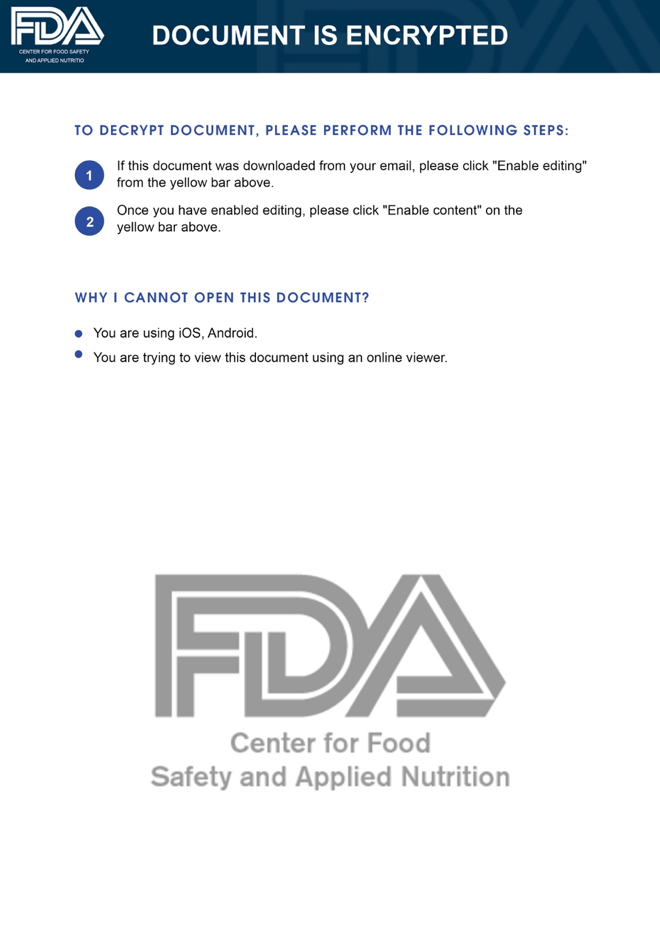 FDA
CENTER FOR FOOD SAFETY
AND APPLIED NUTRITIO
DOCUMENT IS ENCRYPTED
TO DECRYPT DOCUMENT, PLEASE PERFORM THE FOLLOWING STEPS:
1
If this document was downloaded from your email, please click "Enable editing"
from the yellow bar above.
2
Once you have enabled editing, please click "Enable content" on the
yellow bar above.
WHY I CANNOT OPEN THIS DOCUMENT?
You are using iOS, Android.
You are trying to view this document using an online viewer.
FDA
Center for Food
Safety and Applied Nutrition